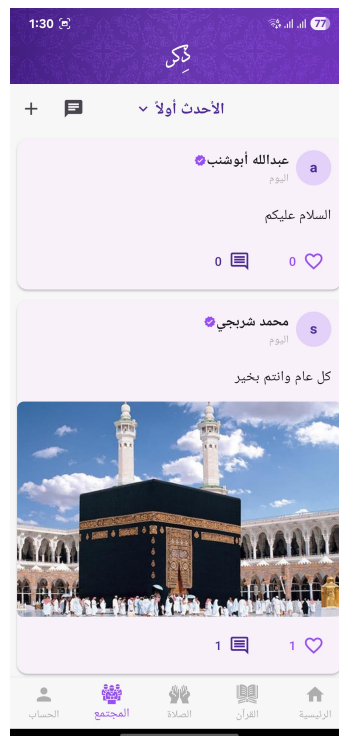 1:30
77
ذِكر
الأحدث أولاً
عبدالله أبوشنب
a
اليوم
السلام عليكم
0
0
محمد شربجي
s
اليوم
كل عام وانتم بخير
1
1
الرئيسية
القرآن
الصلاة
المجتمع
الحساب